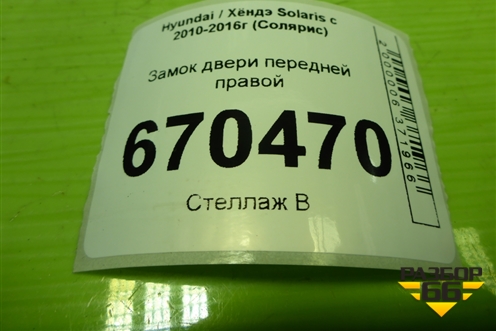 Hyundai / Хёндэ Solaris с
2010-2016г (Солярис)
Замок двери передней
правой
670470
Стеллаж В
2000006371966
РАЗБОР
66